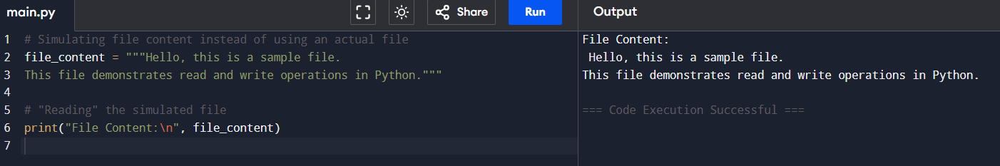 main.py Share Run Output
1 # Simulating file content instead of using an actual file
2 file_content = """Hello, this is a sample file.
3 This file demonstrates read and write operations in Python."""
4
5 # "Reading" the simulated file
6 print("File Content:\n", file_content)
7
File Content:
 Hello, this is a sample file.
This file demonstrates read and write operations in Python.

=== Code Execution Successful ===